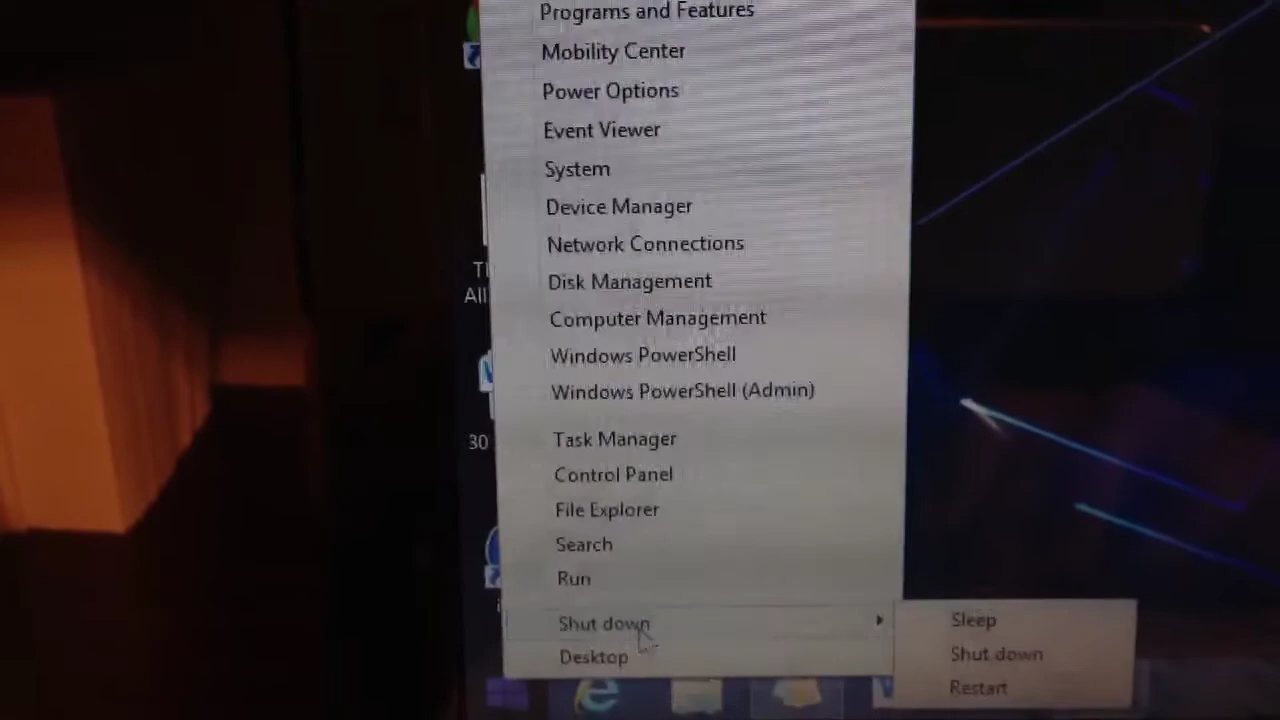 Programs and Features
Mobility Center
Power Options
Event Viewer
System
Device Manager
Network Connections
Disk Management
Computer Management
Windows PowerShell
Windows PowerShell (Admin)
Task Manager
Control Panel
File Explorer
Search
Run
Shut down
Desktop
Sleep
Shut down
Restart
All
30